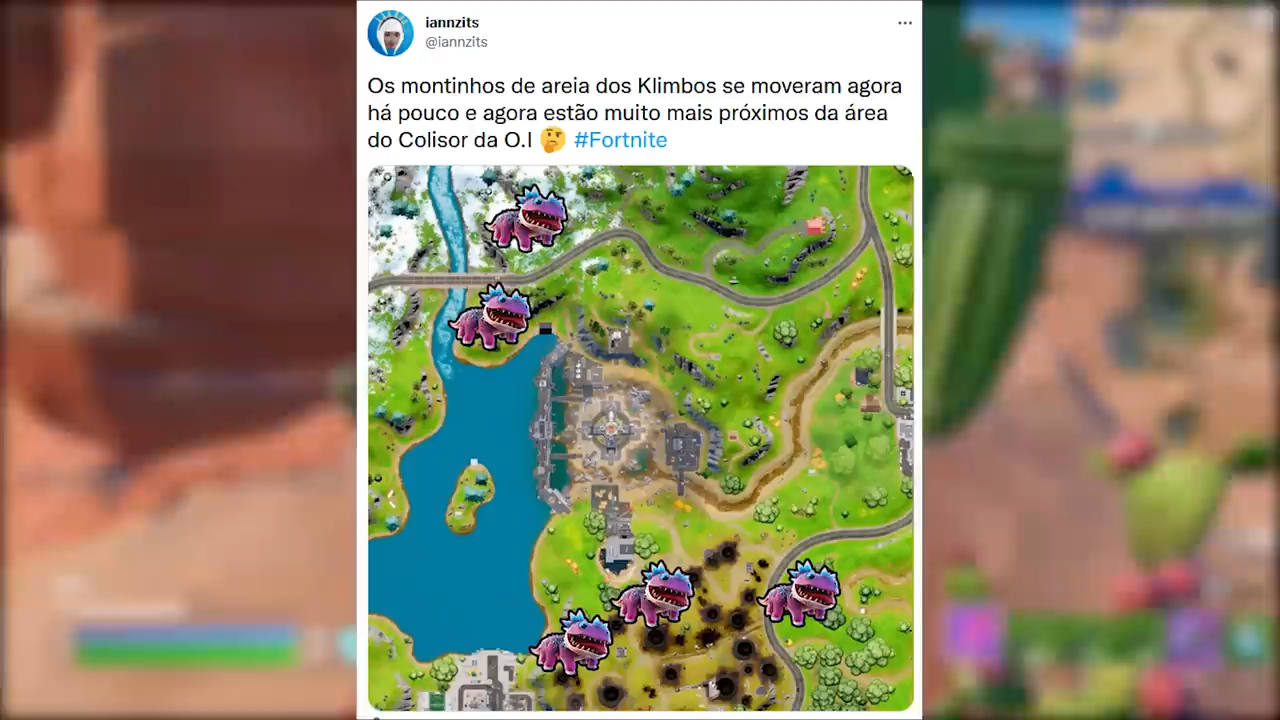 iannzits
@iannzits
Os montinhos de areia dos Klimbos se moveram agora
há pouco e agora estão muito mais próximos da área
do Colisor da O.I 🤔 #Fortnite